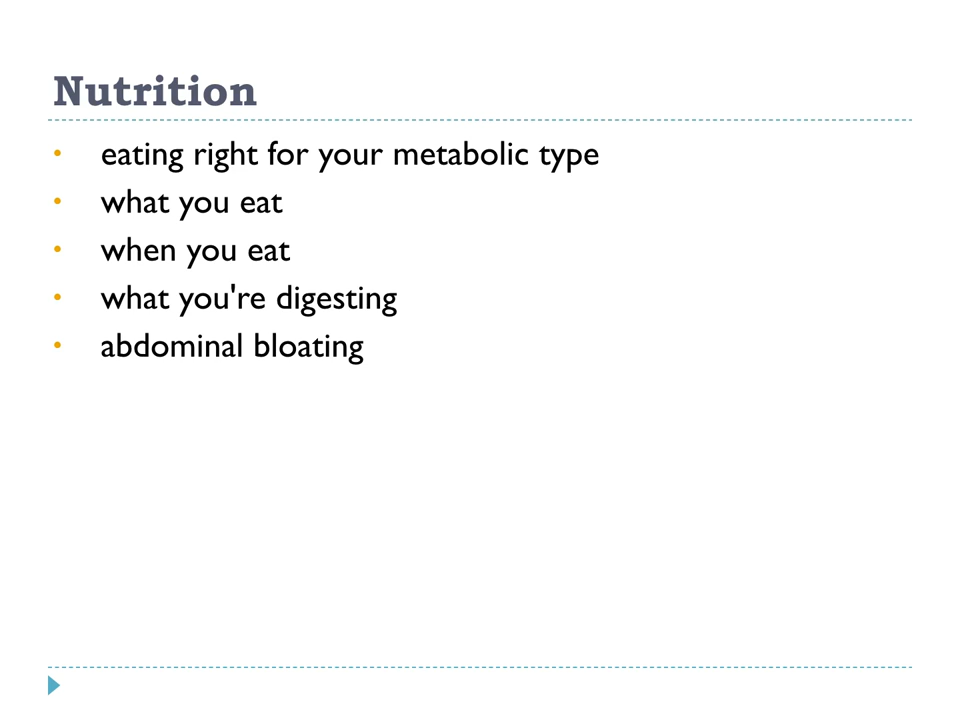 Nutrition
• eating right for your metabolic type
• what you eat
• when you eat
• what you're digesting
• abdominal bloating